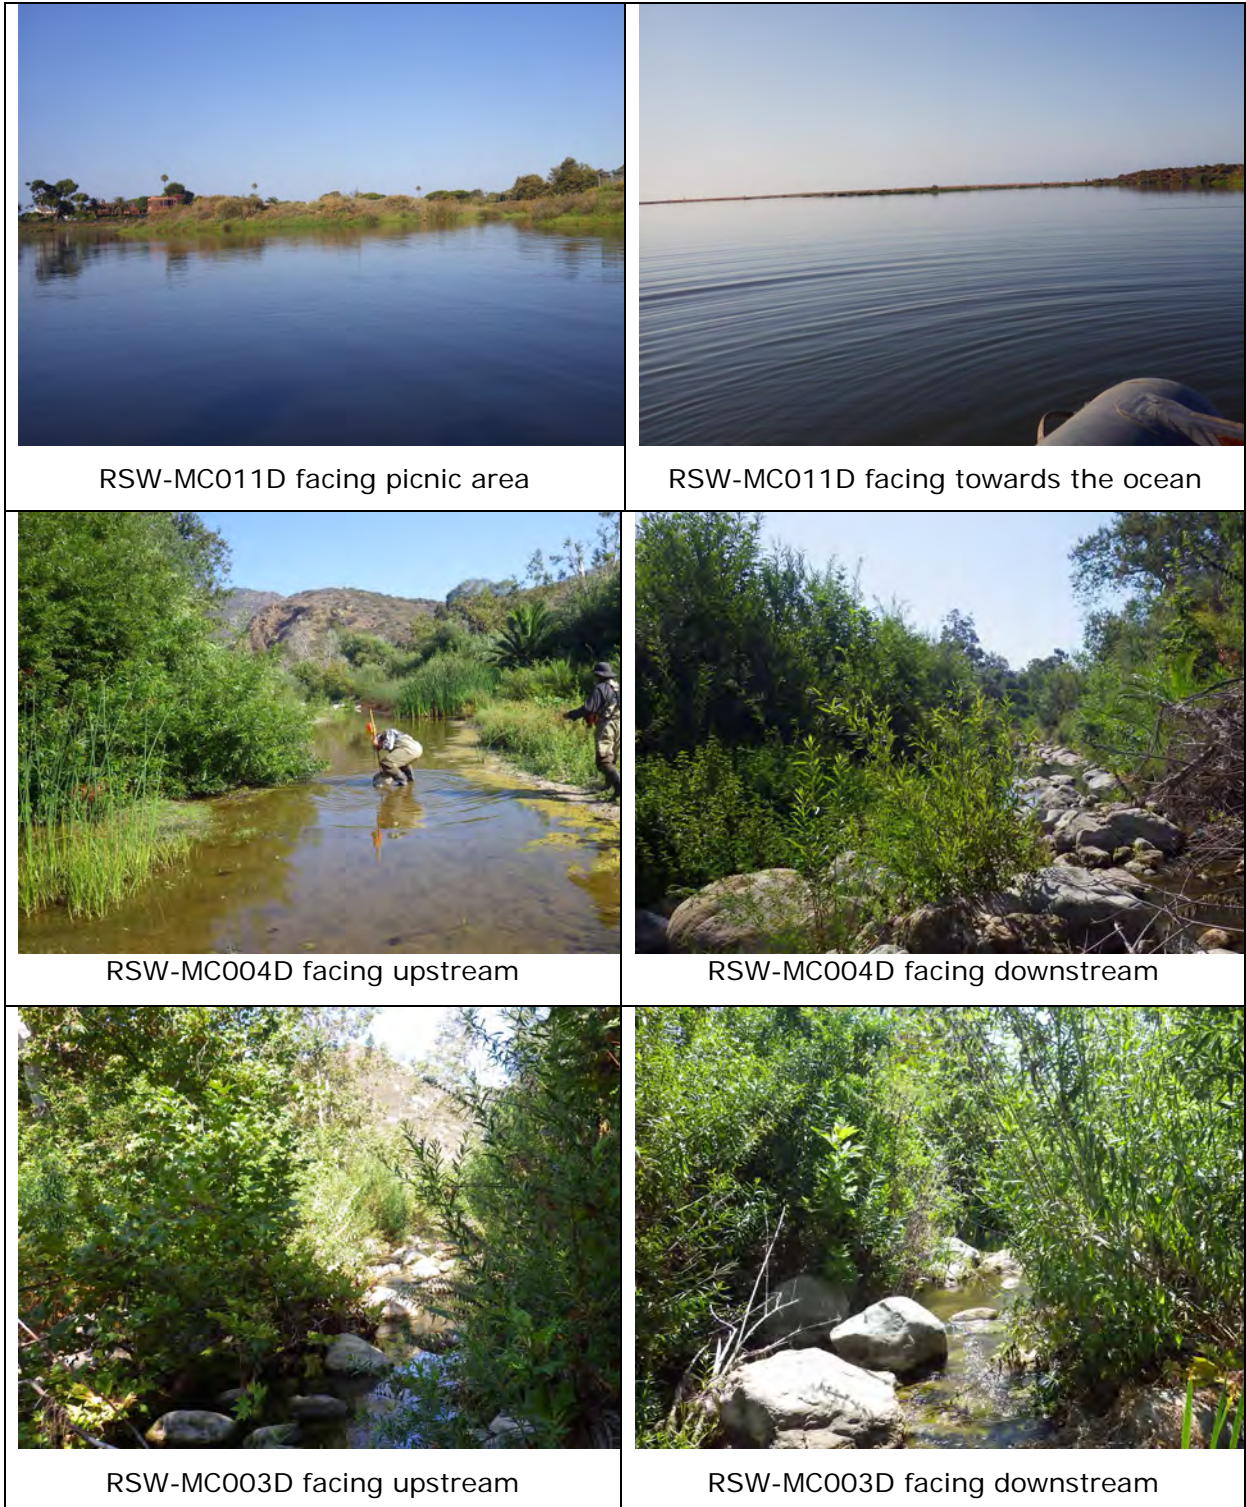 RSW-MC011D facing picnic area
RSW-MC011D facing towards the ocean
RSW-MC004D facing upstream
RSW-MC004D facing downstream
RSW-MC003D facing upstream
RSW-MC003D facing downstream